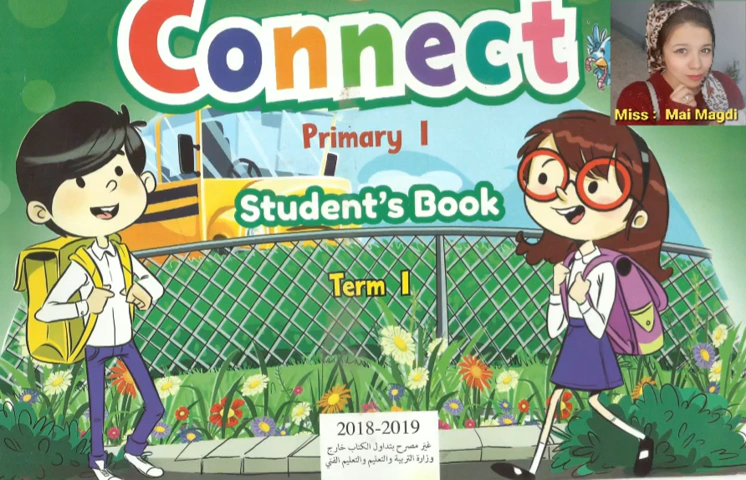 Connect
Miss : Mai Magdi
Primary 1
Student's Book
Term 1
2018-2019
غير مصرح بتداول الكتاب خارج
وزارة التربية والتعليم والتعليم الفني